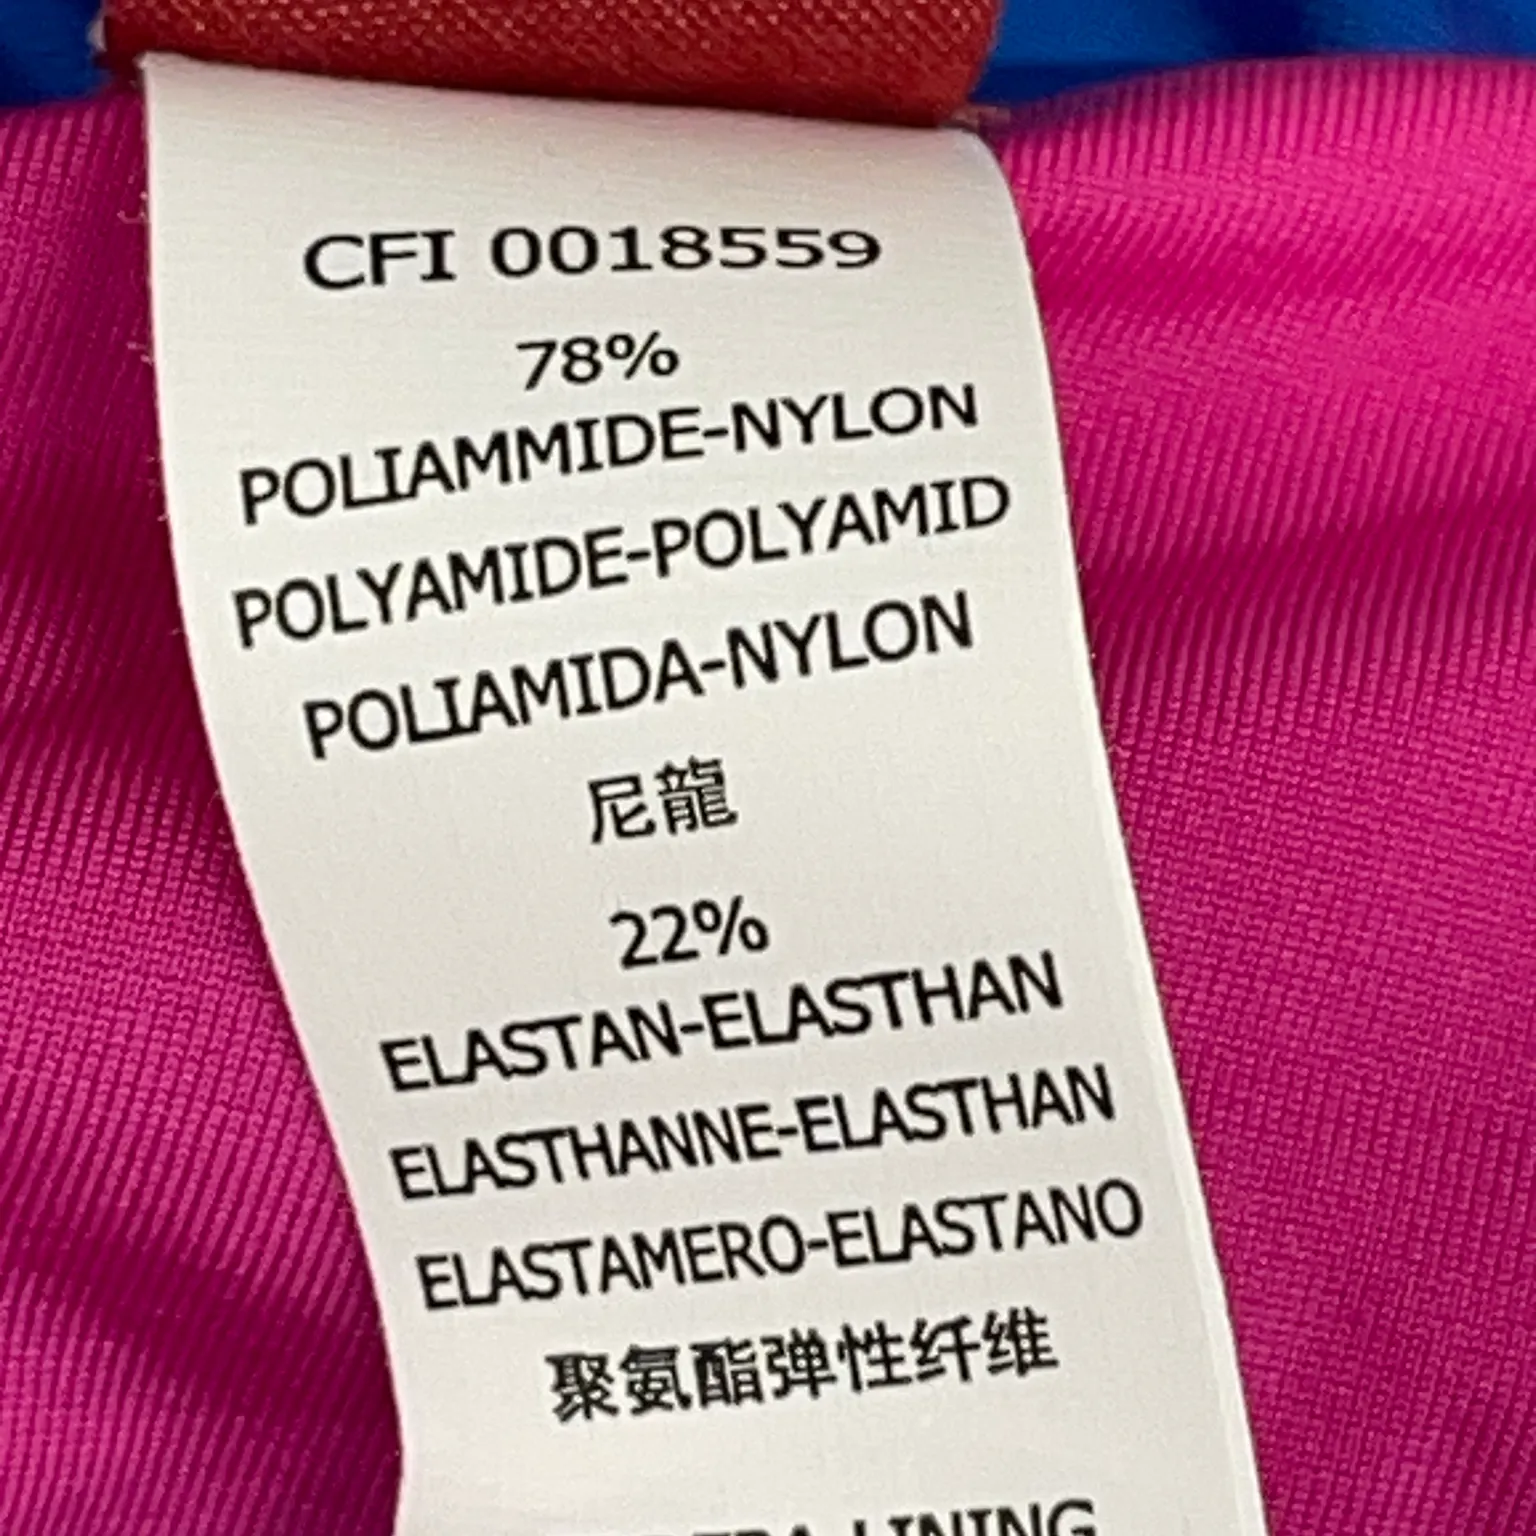 CFI 0018559
78%
POLIAMMIDE-NYLON
POLYAMIDE-POLYAMID
POLIAMIDA-NYLON
尼龍
22%
ELASTAN-ELASTHAN
ELASTHANNE-ELASTHAN
ELASTAMERO-ELASTANO
聚氨酯弹性纤维
LINING